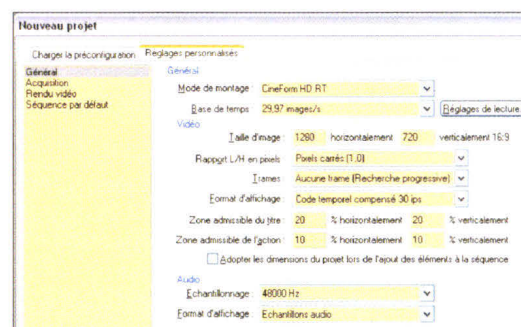 Nouveau projet
Charger la préconfiguration Réglages personnalisés
Général
Acquisition
Rendu vidéo
Séquence par défaut
Général
Mode de montage : CineForm HD RT
Base de temps : 29,97 images/s Réglages de lecture
Vidéo
Taille d'image : 1280 horizontalement 720 verticalement 16:9
Rapport L/H en pixels Pixels carrés (1,0)
Trames : Aucune trame (Recherche progressive)
Format d'affichage : Code temporel compensé 30 ips
Zone admissible du titre : 20 % horizontalement 20 % verticalement
Zone admissible de l'action : 10 % horizontalement 10 % verticalement
Adopter les dimensions du projet lors de l'ajout des éléments à la séquence
Audio
Echantillonnage : 48000 Hz
Format d'affichage : Echantillons audio